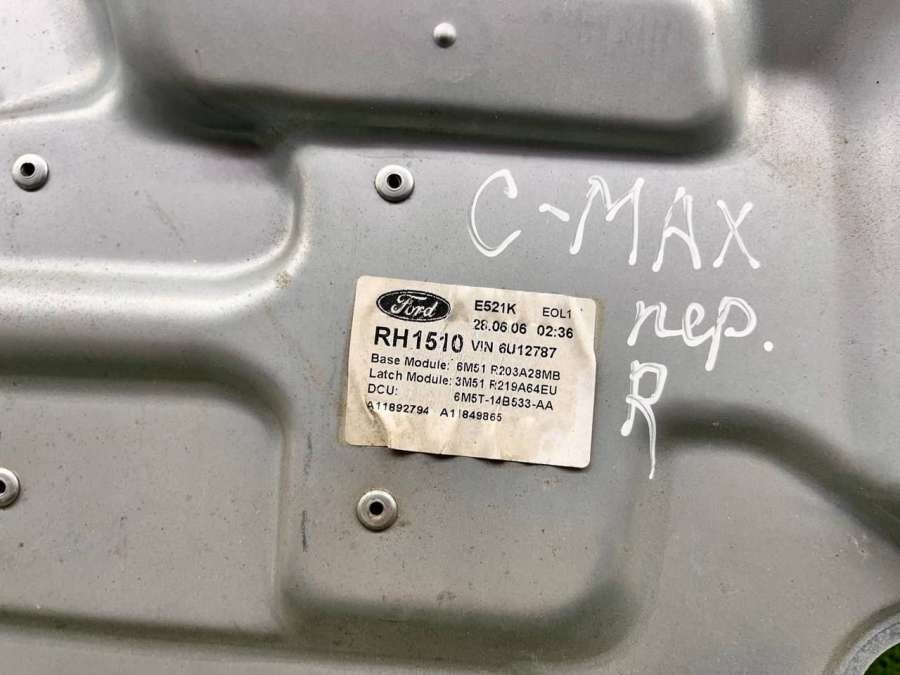 C-MAX
пер.
R
Ford
E521K EOL1
28.06.06 02:36
RH1510 VIN 6U12787
Base Module: 6M51 R203A28MB
Latch Module: 3M51 R219A64EU
DCU: 6M5T-14B533-AA
A11892794 A11849865